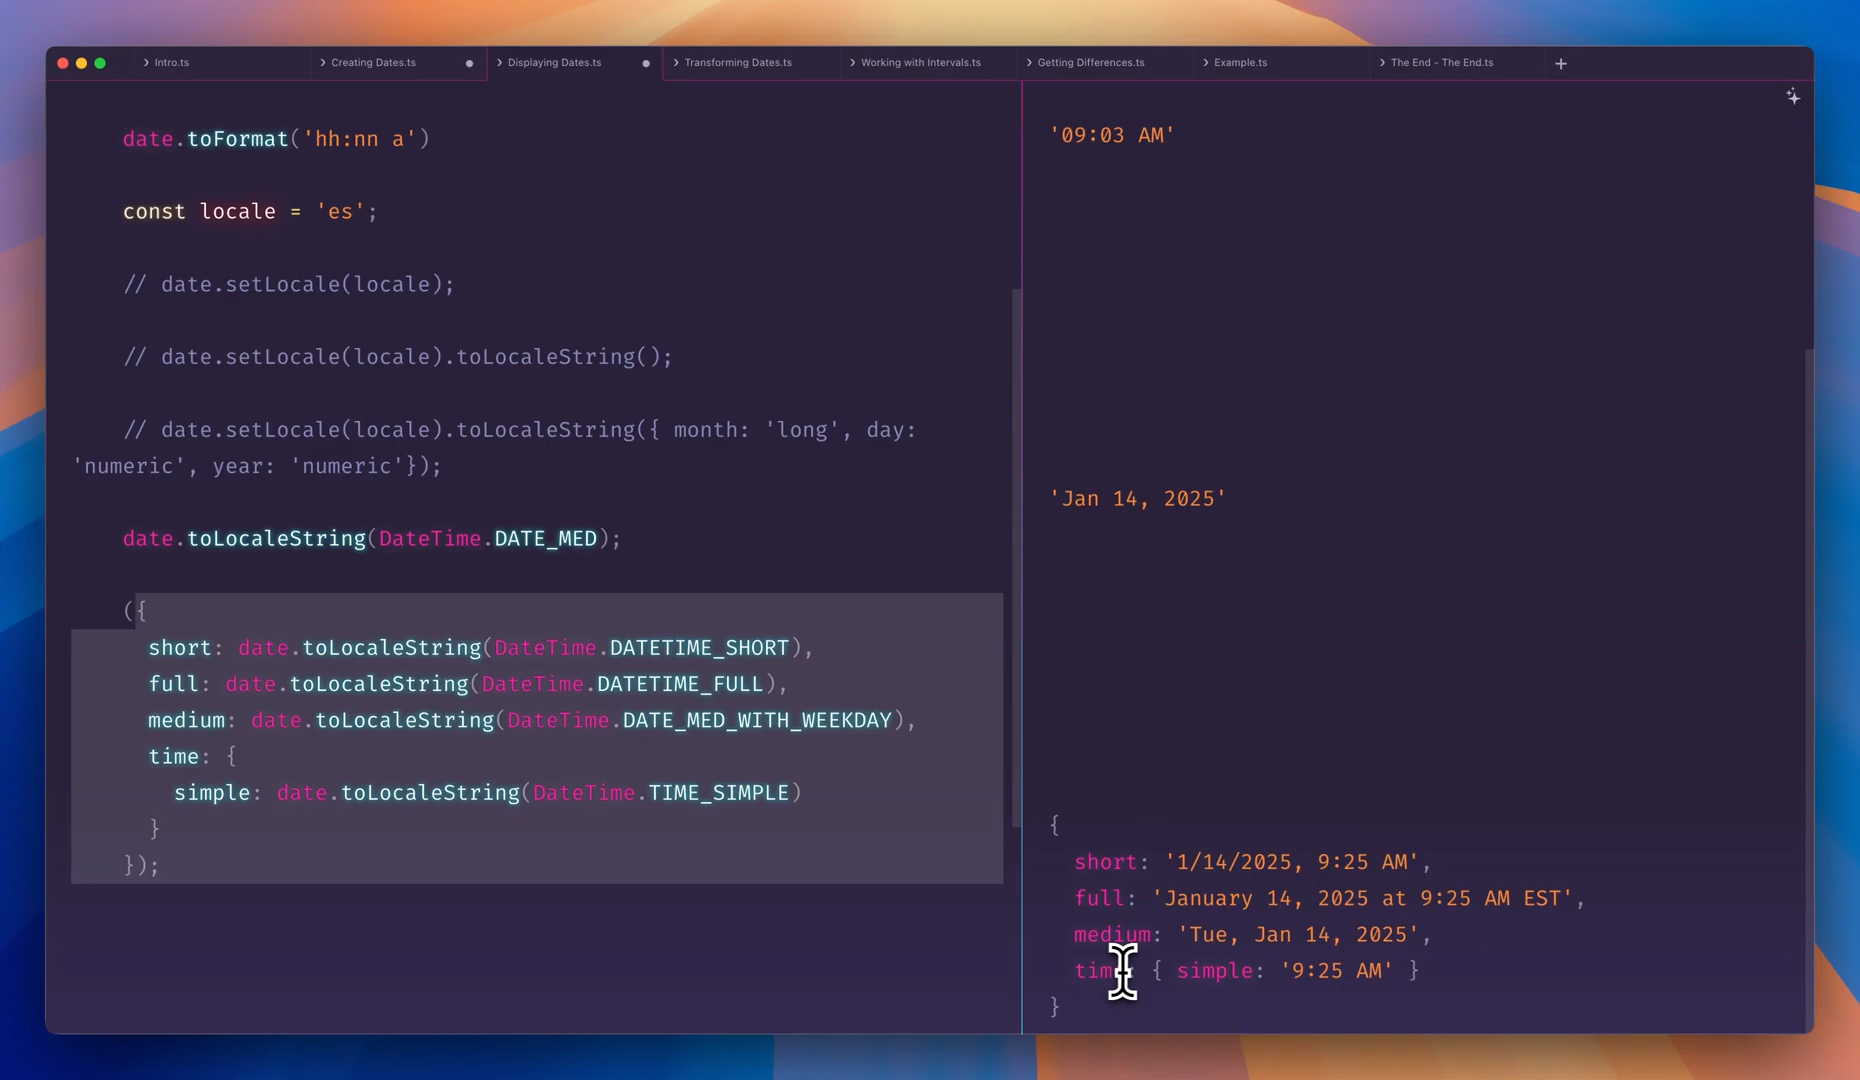 Intro.ts
Creating Dates.ts
Displaying Dates.ts
Transforming Dates.ts
Working with Intervals.ts
Getting Differences.ts
Example.ts
The End - The End.ts
date.toFormat('hh:nn a')
const locale = 'es';
// date.setLocale(locale);
// date.setLocale(locale).toLocaleString();
// date.setLocale(locale).toLocaleString({ month: 'long', day:
'numeric', year: 'numeric'});
date.toLocaleString(DateTime.DATE_MED);
({
short: date.toLocaleString(DateTime.DATETIME_SHORT),
full: date.toLocaleString(DateTime.DATETIME_FULL),
medium: date.toLocaleString(DateTime.DATE_MED_WITH_WEEKDAY),
time: {
simple: date.toLocaleString(DateTime.TIME_SIMPLE)
}
});
'09:03 AM'
'Jan 14, 2025'
{
short: '1/14/2025, 9:25 AM',
full: 'January 14, 2025 at 9:25 AM EST',
medium: 'Tue, Jan 14, 2025',
time: { simple: '9:25 AM' }
}